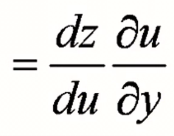 = dz/du ∂u/∂y